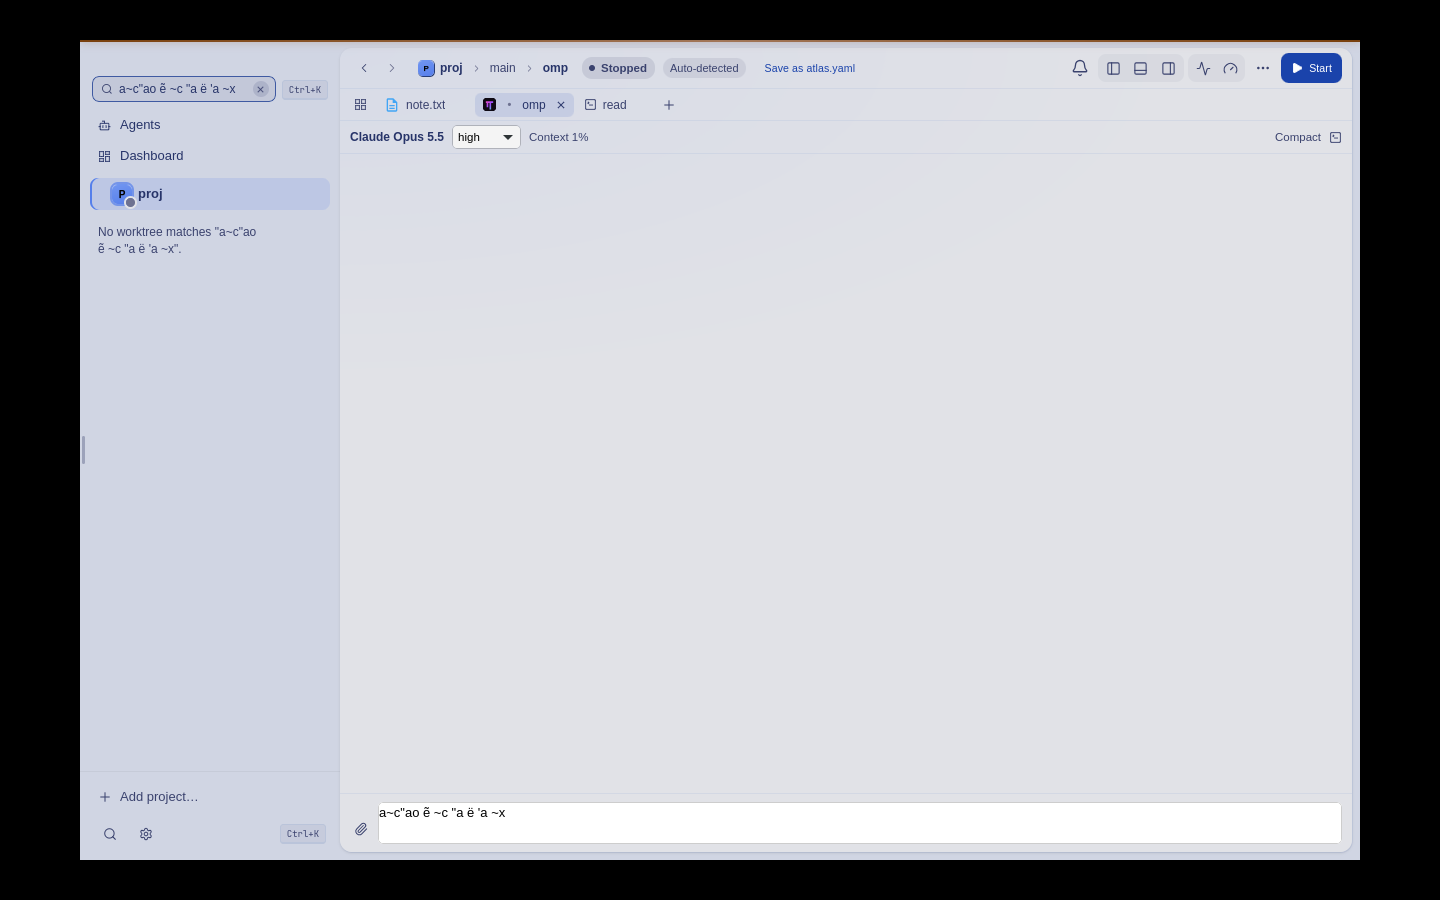 a~c"ao ẽ ~c "a ë 'a ~x
Ctrl+K
Agents
Dashboard
P proj
No worktree matches "a~c"ao
ẽ ~c "a ë 'a ~x".
Add project…
Ctrl+K
P proj › main › omp
Stopped
Auto-detected
Save as atlas.yaml
Start
note.txt
omp
read
Claude Opus 5.5
high
Context 1%
Compact
a~c"ao ẽ ~c "a ë 'a ~x